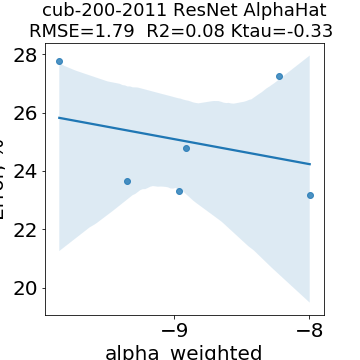 cub-200-2011 ResNet AlphaHat
RMSE=1.79  R2=0.08 Ktau=-0.33
28
26
24
22
20
−9
−8
alpha_weighted